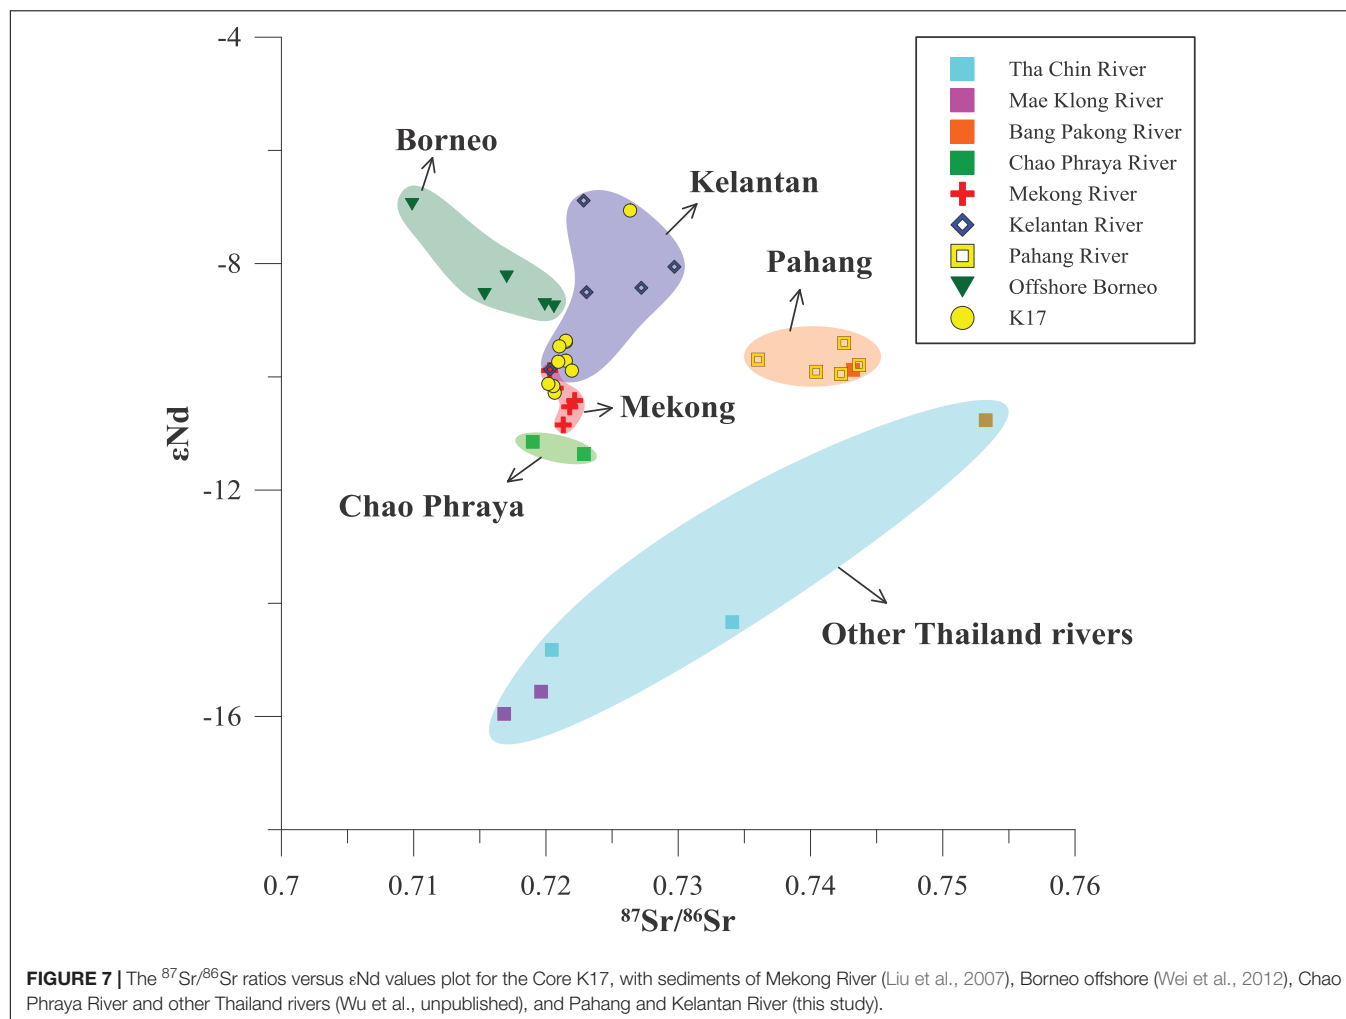 -4
-8
-12
-16
εNd
Borneo
Kelantan
Pahang
Mekong
Chao Phraya
Other Thailand rivers
Tha Chin River
Mae Klong River
Bang Pakong River
Chao Phraya River
Mekong River
Kelantan River
Pahang River
Offshore Borneo
K17
0.7 0.71 0.72 0.73 0.74 0.75 0.76
⁸⁷Sr/⁸⁶Sr
FIGURE 7 | The ⁸⁷Sr/⁸⁶Sr ratios versus εNd values plot for the Core K17, with sediments of Mekong River (Liu et al., 2007), Borneo offshore (Wei et al., 2012), Chao
Phraya River and other Thailand rivers (Wu et al., unpublished), and Pahang and Kelantan River (this study).